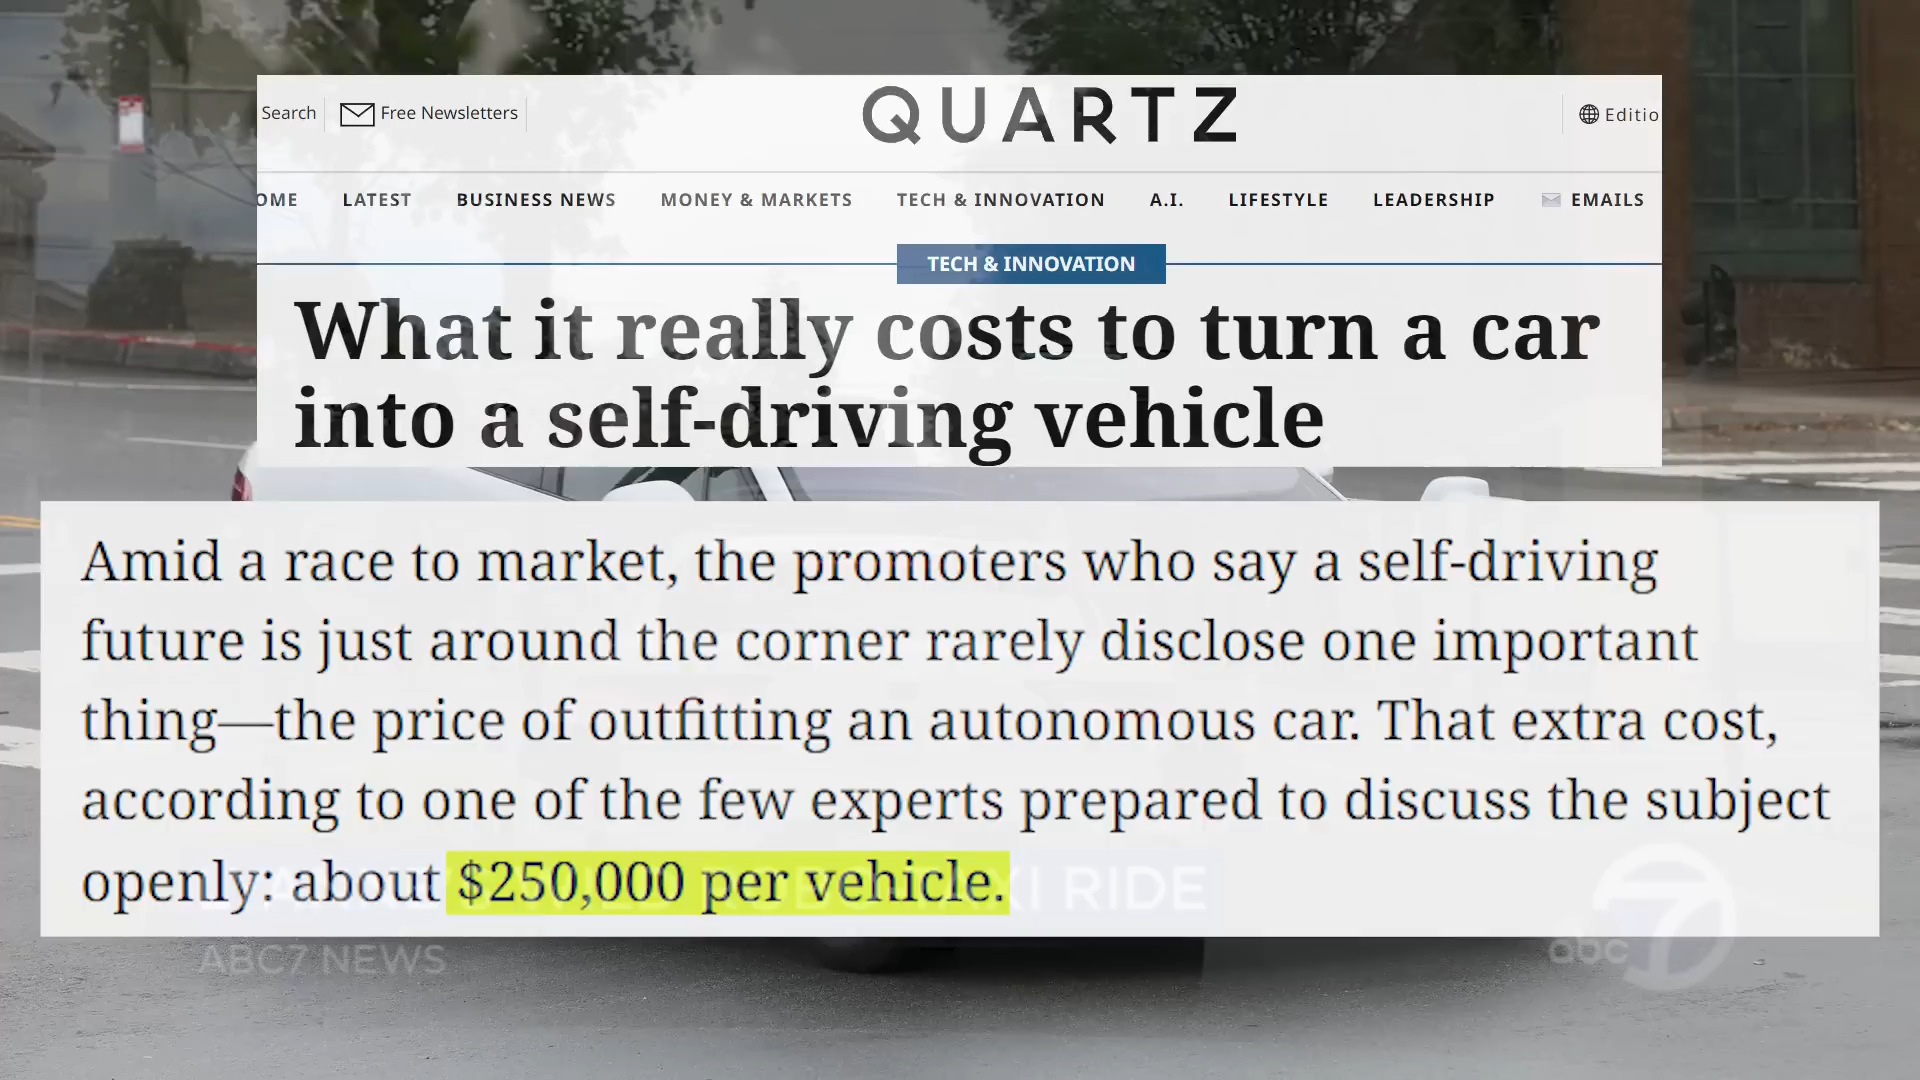 Search
Free Newsletters
QUARTZ
Editio
OME
LATEST
BUSINESS NEWS
MONEY & MARKETS
TECH & INNOVATION
A.I.
LIFESTYLE
LEADERSHIP
EMAILS
TECH & INNOVATION
What it really costs to turn a car
into a self-driving vehicle
Amid a race to market, the promoters who say a self-driving
future is just around the corner rarely disclose one important
thing—the price of outfitting an autonomous car. That extra cost,
according to one of the few experts prepared to discuss the subject
openly: about $250,000 per vehicle.
RIDE
ABC7 NEWS
abc 7